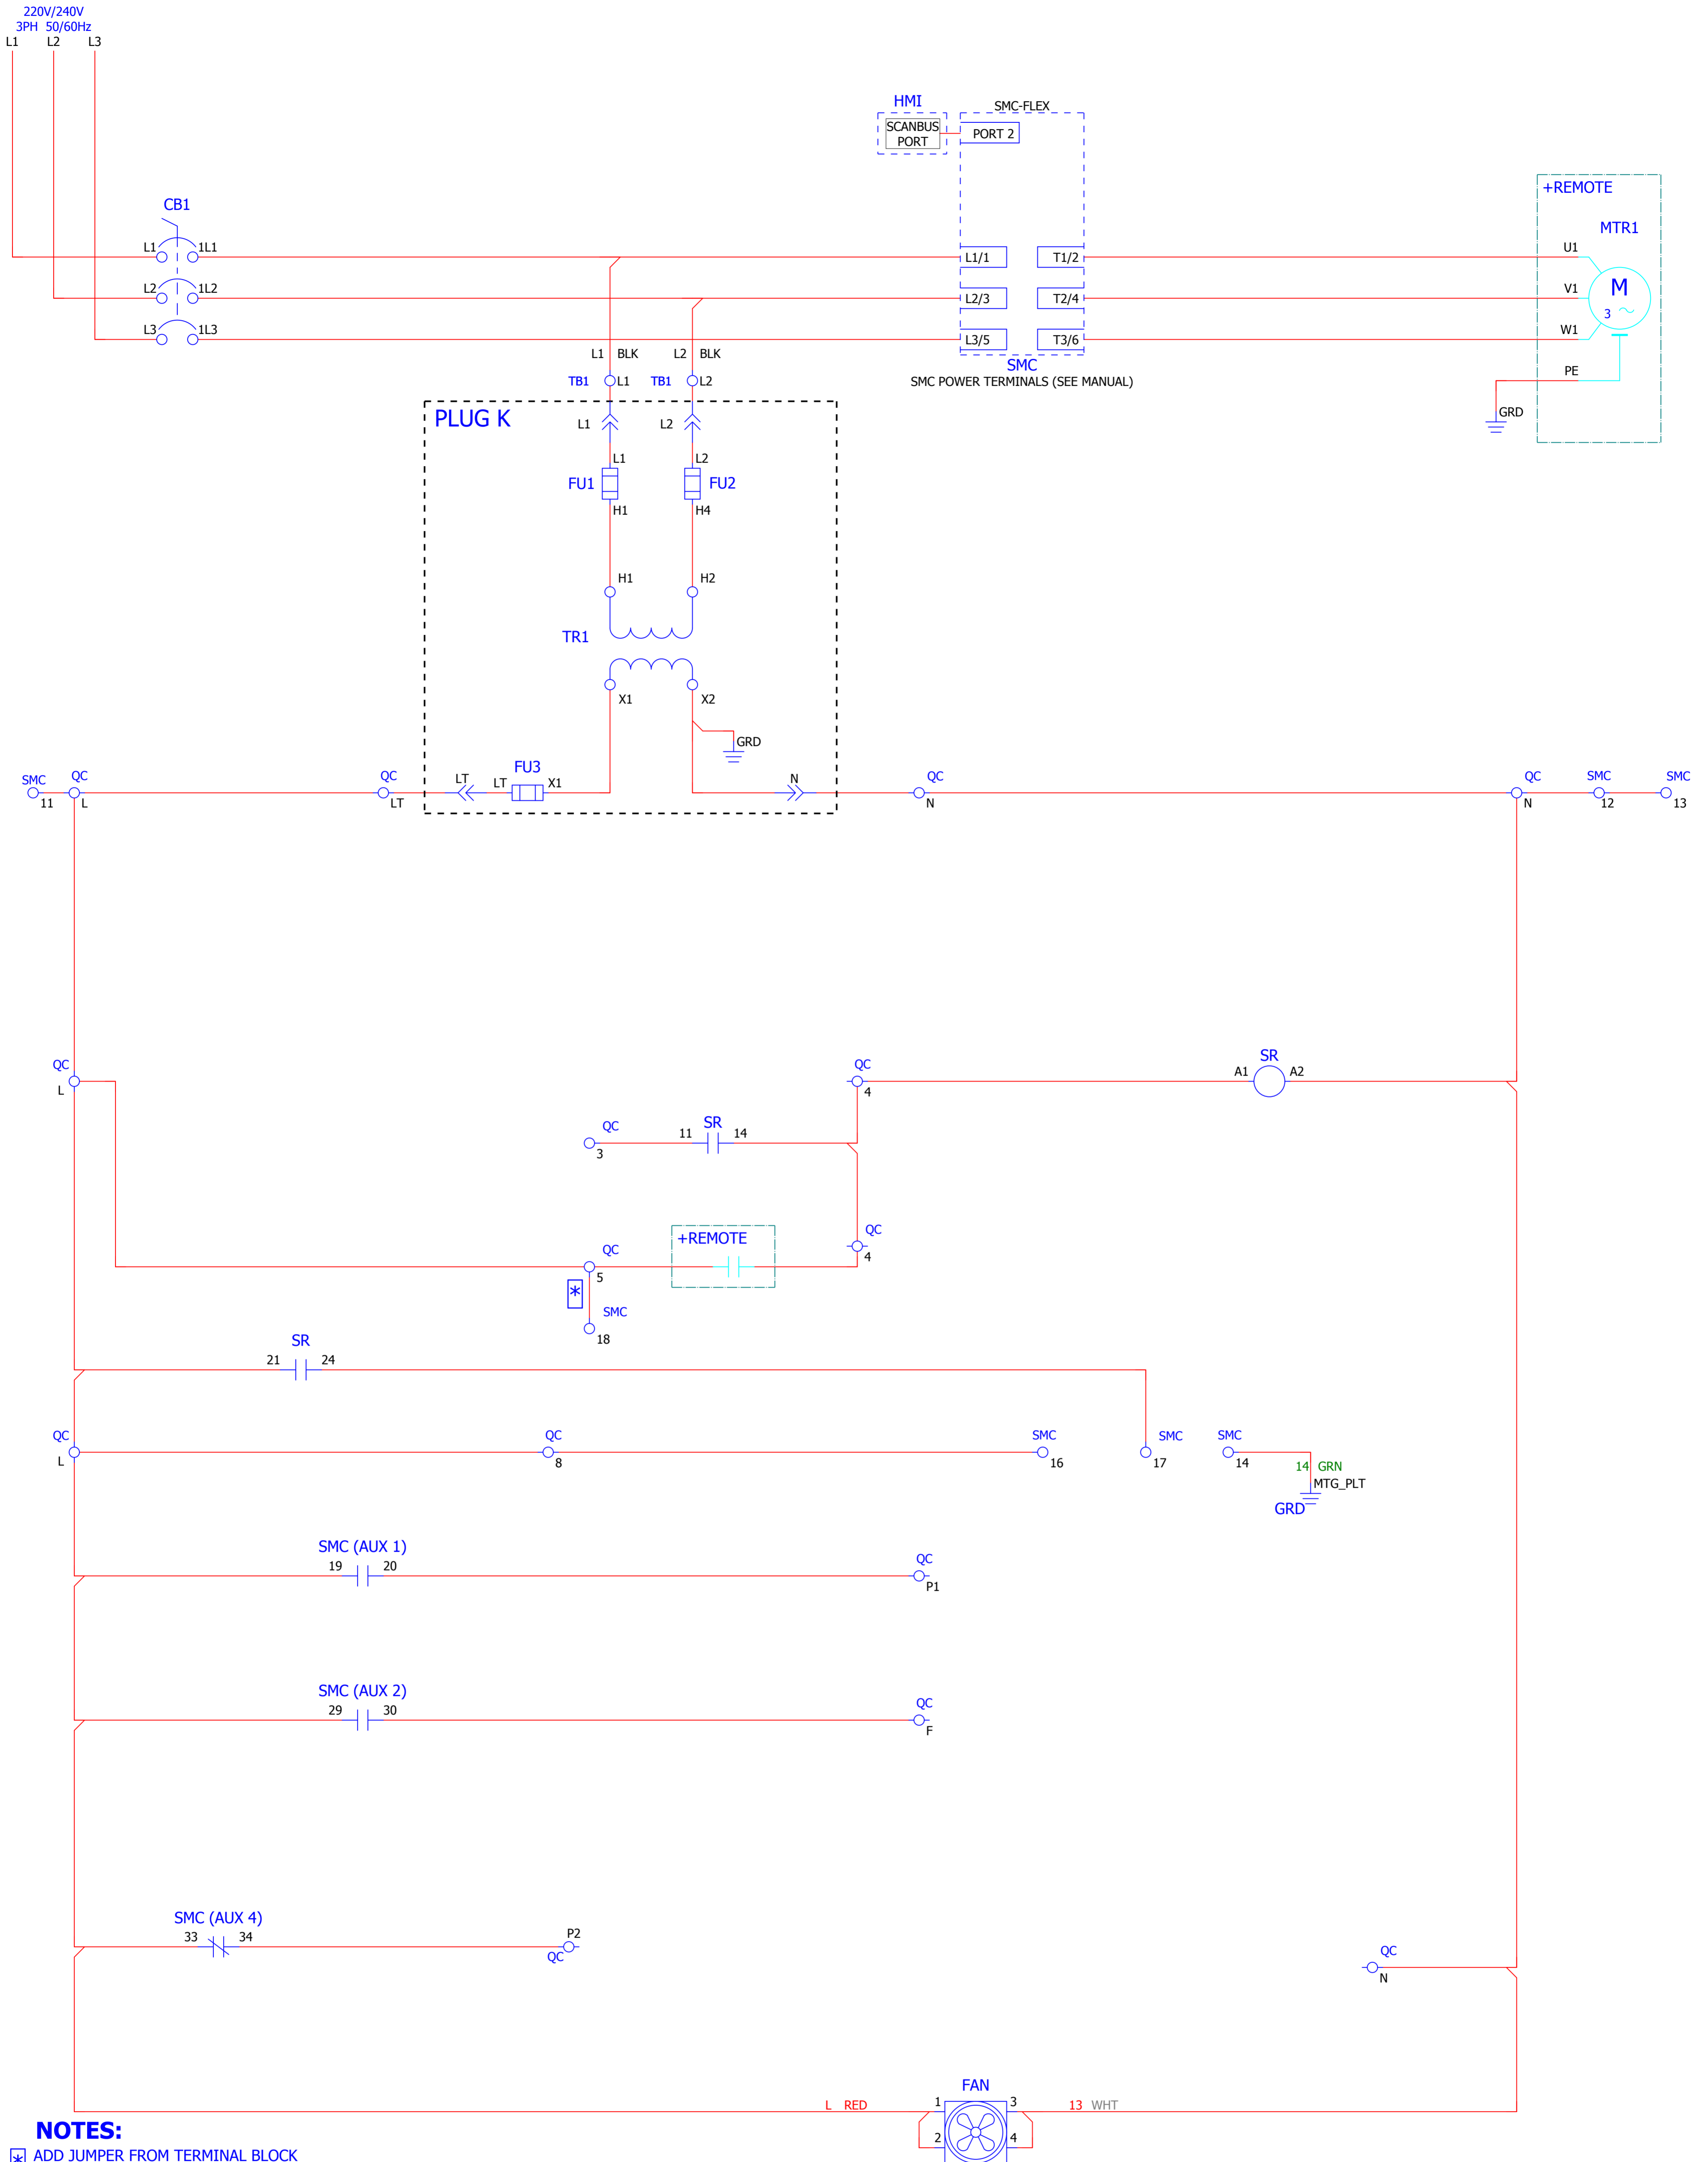 220V/240V
3PH 50/60Hz
L1 L2 L3
HMI
SMC-FLEX
SCANBUS
PORT
PORT 2
+REMOTE
CB1
MTR1
L1 1L1
L1/1 T1/2
U1
L2 1L2
L2/3 T2/4
V1
M
3
L3 1L3
L3/5 T3/6
W1
L1 BLK L2 BLK
SMC
PE
TB1 L1 TB1 L2
SMC POWER TERMINALS (SEE MANUAL)
GRD
PLUG K
L1 L2
L1 L2
FU1 FU2
H1 H4
H1 H2
TR1
X1 X2
GRD
SMC QC QC
LT LT FU3 X1
N
QC QC SMC SMC
11 L LT
N N 12 13
QC
L
QC
4
SR
A1 A2
QC
3
SR
11 14
QC
4
QC
5
+REMOTE
*
SMC
18
SR
21 24
QC
L
QC
8
SMC
16
SMC
17
SMC
14
14 GRN
MTG_PLT
GRD
SMC (AUX 1)
19 20
QC
P1
SMC (AUX 2)
29 30
QC
F
SMC (AUX 4)
33 34
P2
QC
QC
N
FAN
L RED 1 3 13 WHT
2 4
NOTES:
* ADD JUMPER FROM TERMINAL BLOCK